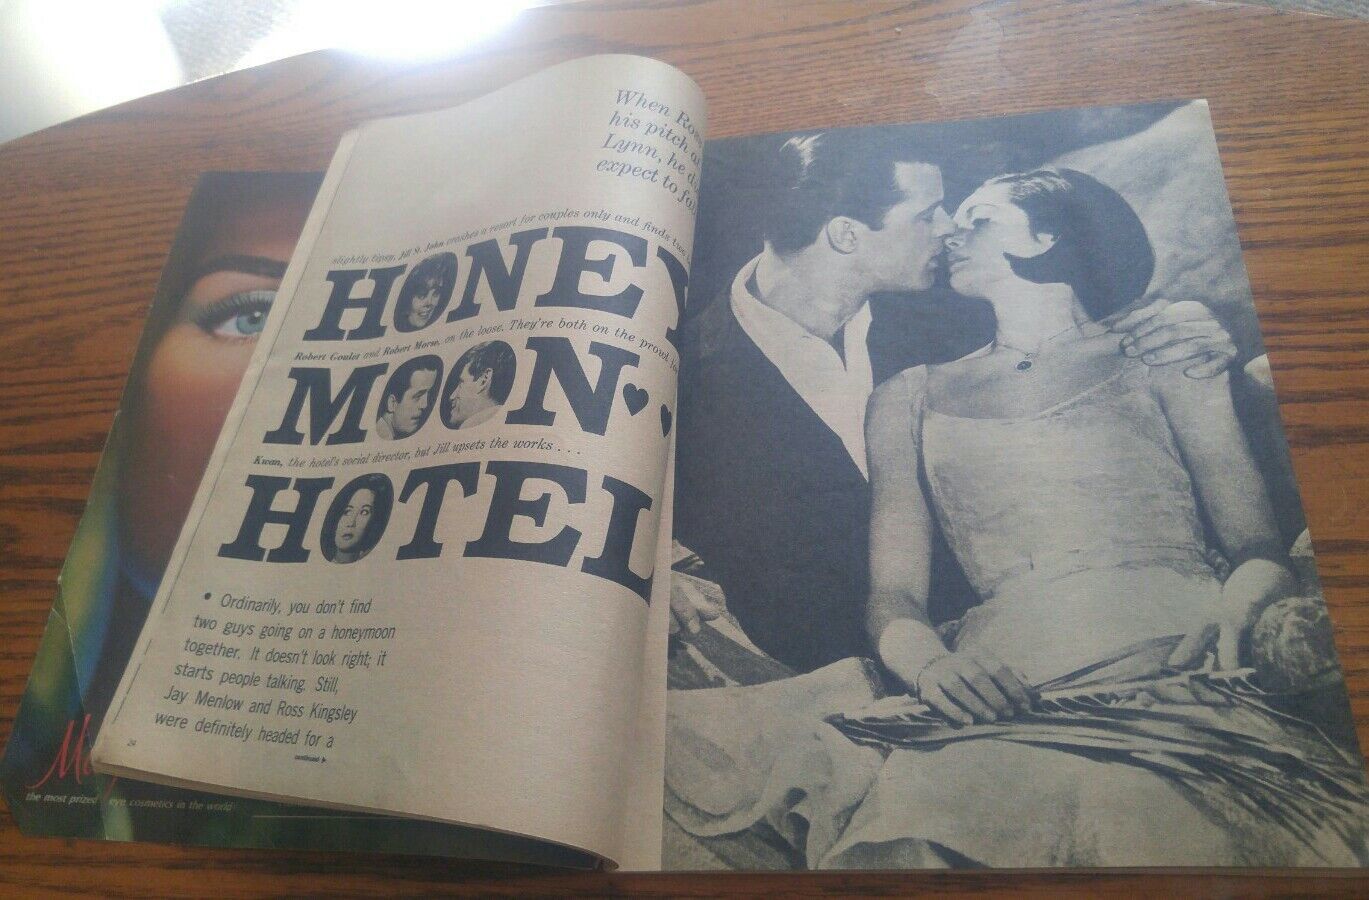 When Ross
his pitch
Lynn, he
expect to
slightly tipsy, Jill St. John crashes a resort for couples only and finds two
HONEY
Robert Goulet and Robert Morse, on the loose. They're both on the prowl
MOON
Kwan, the hotel's social director, but Jill upsets the works . . .
HOTEL
• Ordinarily, you don't find
two guys going on a honeymoon
together. It doesn't look right; it
starts people talking. Still,
Jay Menlow and Ross Kingsley
were definitely headed for a
24
continued
the most prized eye cosmetics in the world